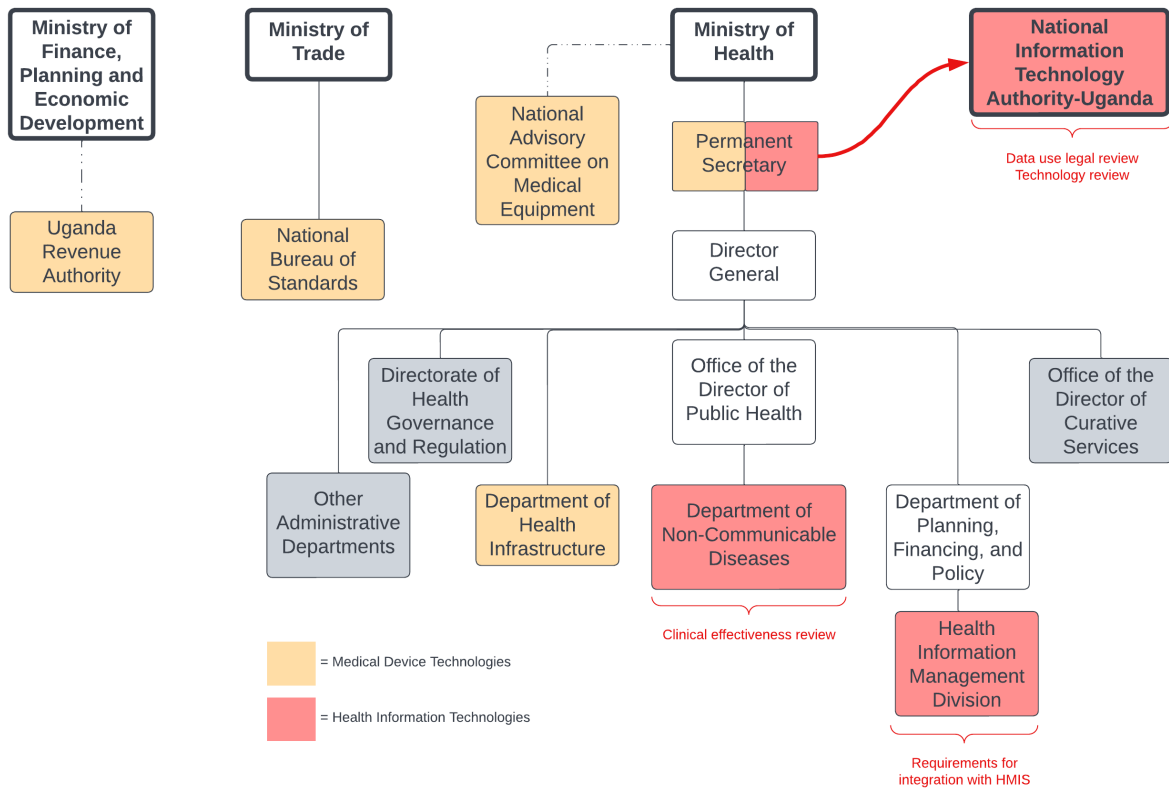 Ministry of
Finance,
Planning and
Economic
Development
Ministry of
Trade
Ministry of
Health
National
Information
Technology
Authority-Uganda
National
Advisory
Committee on
Medical
Equipment
Permanent
Secretary
Data use legal review
Technology review
Uganda
Revenue
Authority
National
Bureau of
Standards
Director
General
Directorate of
Health
Governance
and Regulation
Office of the
Director of
Public Health
Office of the
Director of
Curative
Services
Other
Administrative
Departments
Department of
Health
Infrastructure
Department of
Non-Communicable
Diseases
Department of
Planning,
Financing, and
Policy
Clinical effectiveness review
Health
Information
Management
Division
= Medical Device Technologies
= Health Information Technologies
Requirements for
integration with HMIS